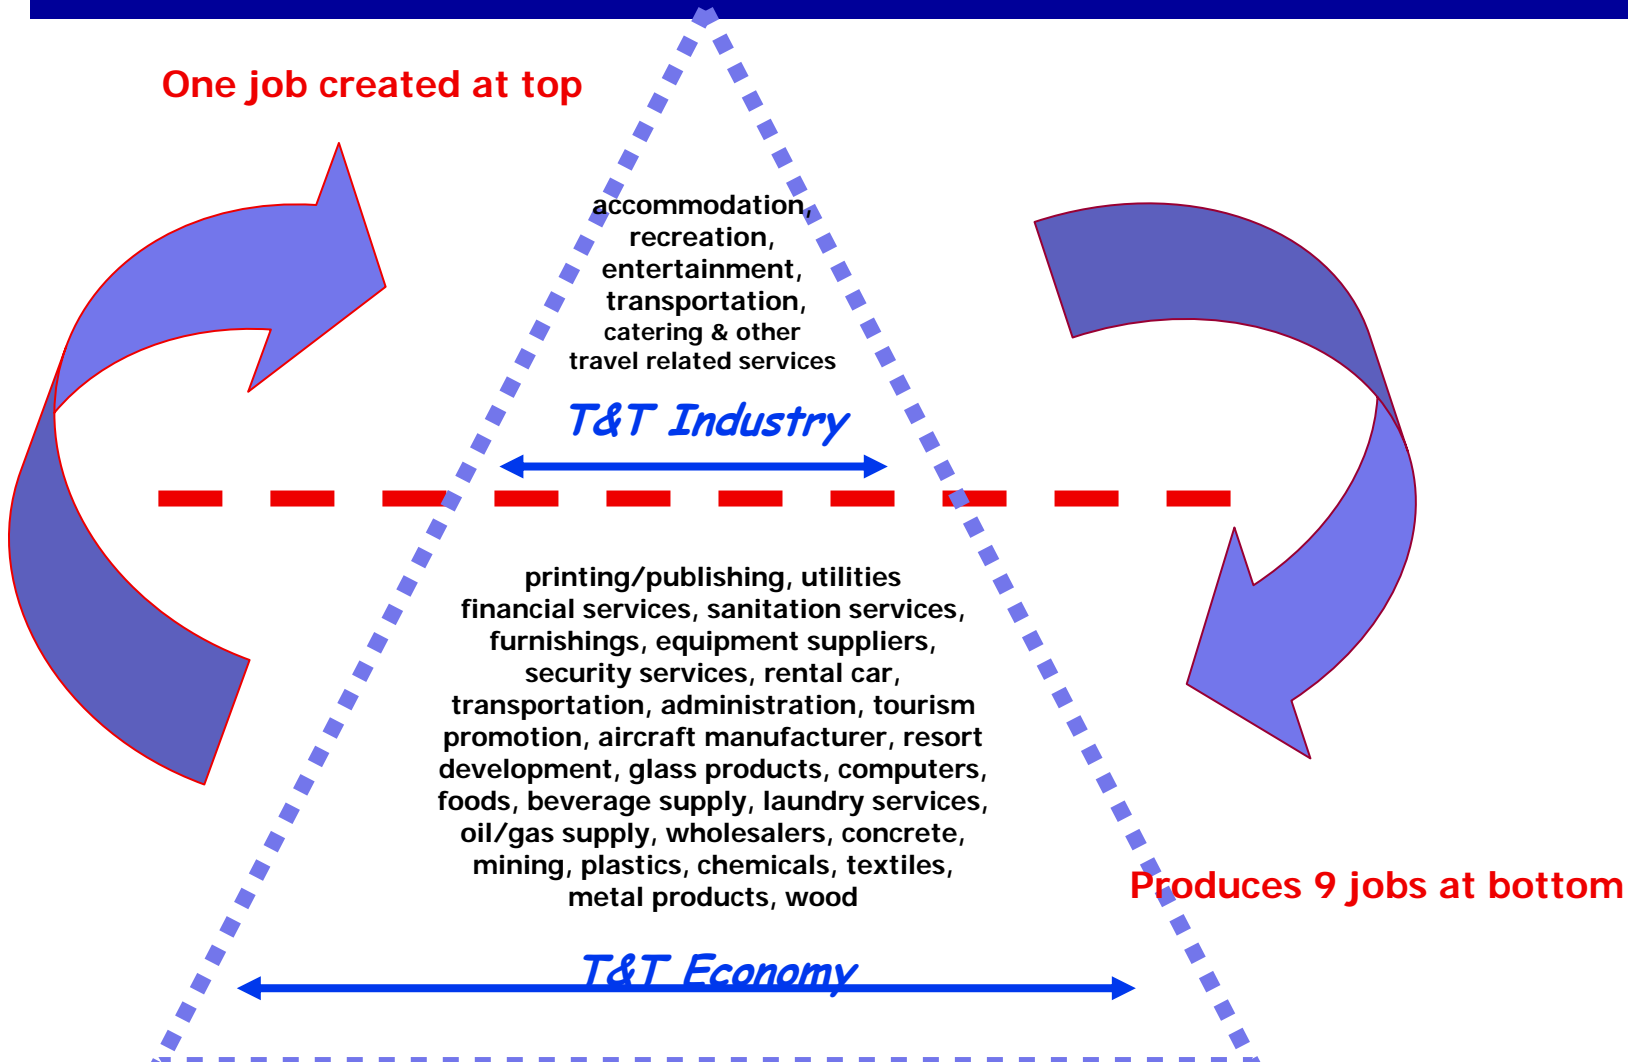 One job created at top
accommodation,
recreation,
entertainment,
transportation,
catering & other
travel related services
T&T Industry
printing/publishing, utilities
financial services, sanitation services,
furnishings, equipment suppliers,
security services, rental car,
transportation, administration, tourism
promotion, aircraft manufacturer, resort
development, glass products, computers,
foods, beverage supply, laundry services,
oil/gas supply, wholesalers, concrete,
mining, plastics, chemicals, textiles,
metal products, wood
Produces 9 jobs at bottom
T&T Economy